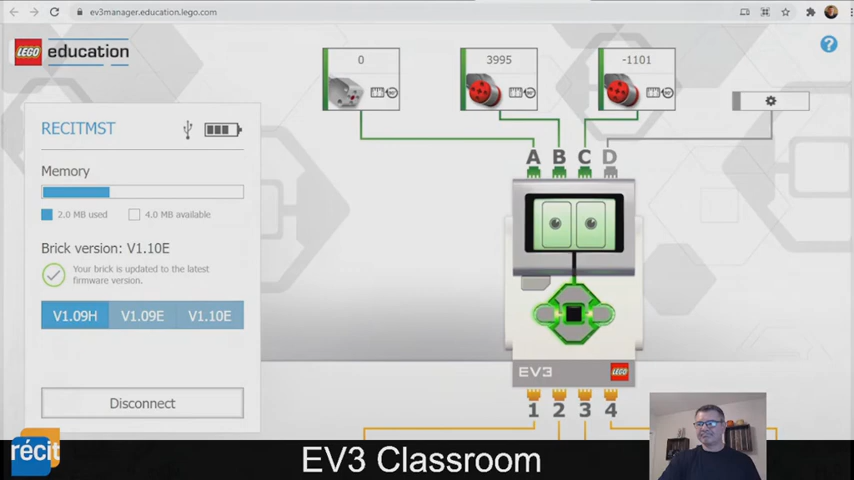 ev3manager.education.lego.com
LEGO education
?
0
3995
-1101
RECITMST
Memory
2.0 MB used
4.0 MB available
Brick version: V1.10E
Your brick is updated to the latest
firmware version.
V1.09H
V1.09E
V1.10E
Disconnect
A
B
C
D
EV3
LEGO
1
2
3
4
récit
EV3 Classroom